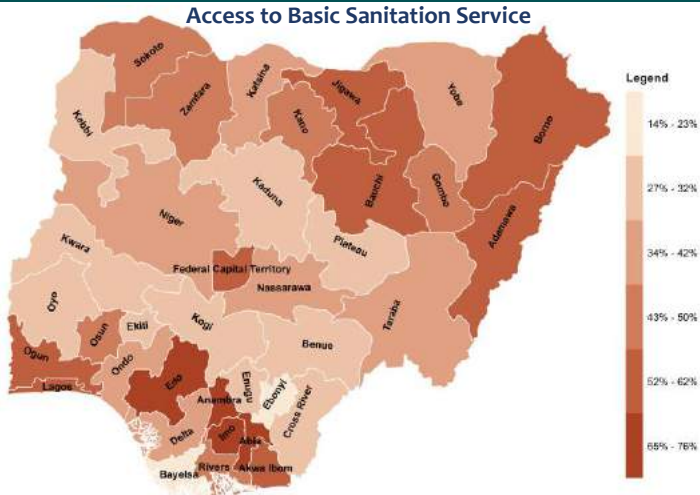 Access to Basic Sanitation Service
Sokoto
Katsina
Jigawa
Yobe
Legend
Zamfara
Kano
Borno
14% - 23%
Kebbi
27% - 32%
Bauchi
Gombe
Kaduna
Niger
Adamawa
34% - 42%
Kwara
Plateau
Federal Capital Territory
Nassarawa
43% - 50%
Oyo
Taraba
Osun
Ekiti
Kogi
Benue
Ogun
Ondo
52% - 62%
Lagos
Edo
Enugu
Ebonyi
Anambra
Cross River
Delta
Imo
Abia
65% - 76%
Bayelsa
Rivers
Akwa Ibom